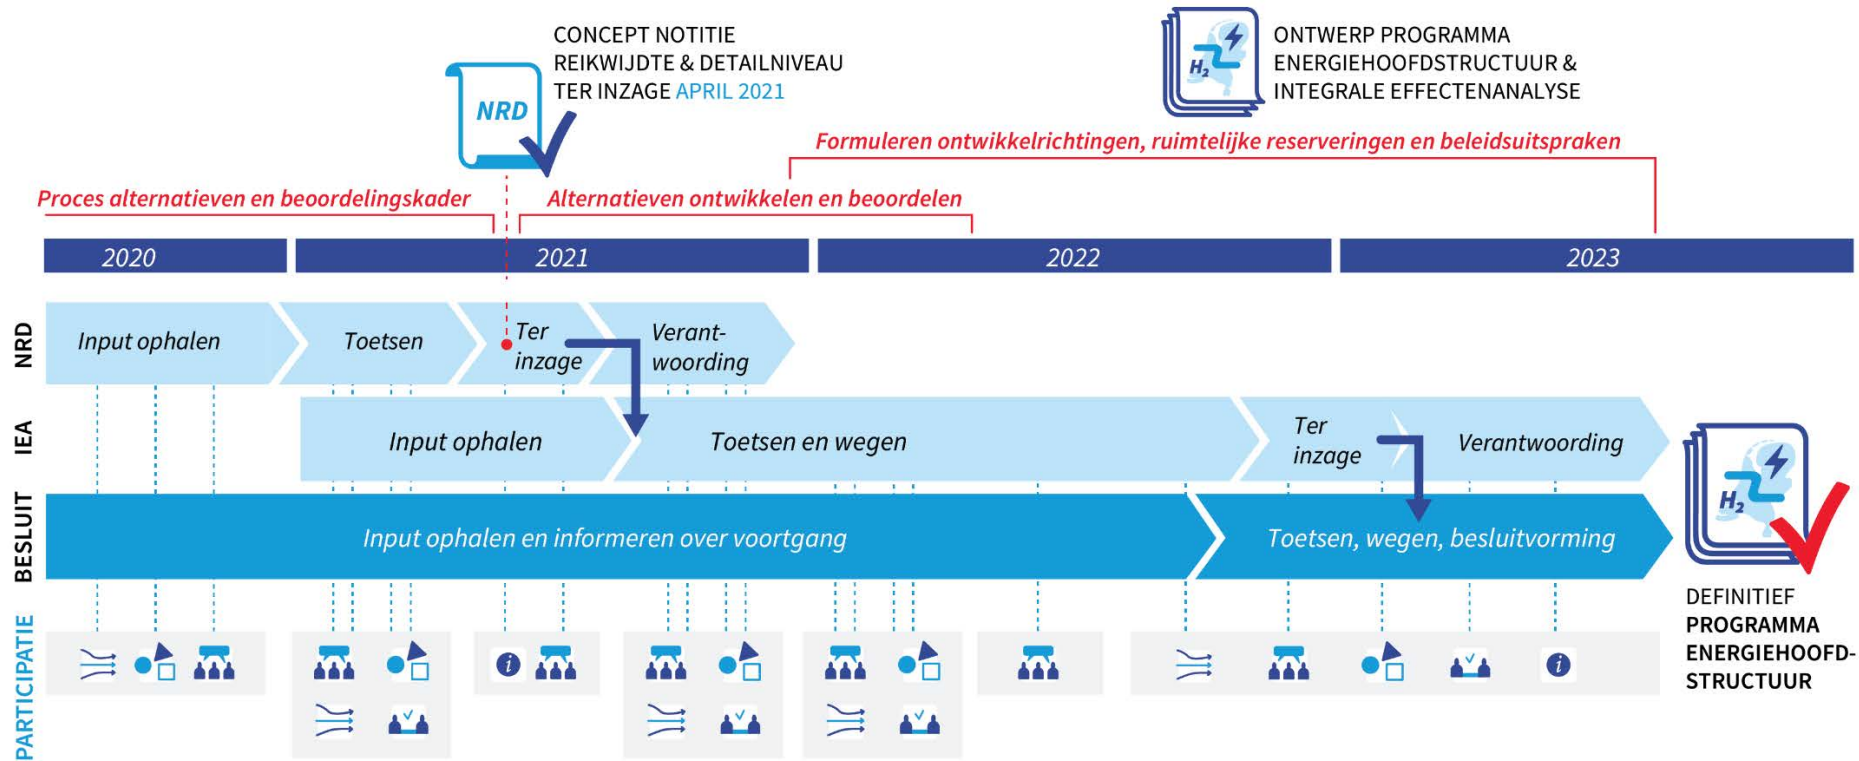 CONCEPT NOTITIE
REIKWIJDTE & DETAILNIVEAU
TER INZAGE APRIL 2021
NRD
ONTWERP PROGRAMMA
ENERGIEHOOFDSTRUCTUUR &
INTEGRALE EFFECTENANALYSE
H2
Formuleren ontwikkelrichtingen, ruimtelijke reserveringen en beleidsuitspraken
Proces alternatieven en beoordelingskader
Alternatieven ontwikkelen en beoordelen
2020
2021
2022
2023
NRD
Input ophalen
Toetsen
Ter
inzage
Verant-
woording
IEA
Input ophalen
Toetsen en wegen
Ter
inzage
Verantwoording
BESLUIT
Input ophalen en informeren over voortgang
Toetsen, wegen, besluitvorming
H2
DEFINITIEF
PROGRAMMA
ENERGIEHOOFD-
STRUCTUUR
PARTICIPATIE
i
i